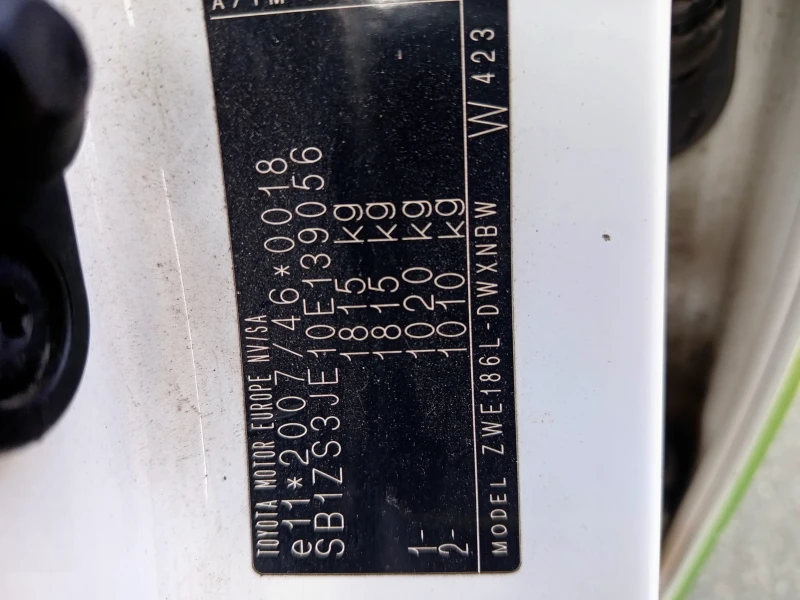 TOYOTA MOTOR EUROPE NV/SA
e11*2007/46*0018
SB1ZS3JE10E139056
1815 kg
1815 kg
1- 1020 kg
2- 1010 kg
MODEL ZWE186L-DWXNBW W 423
A/TM